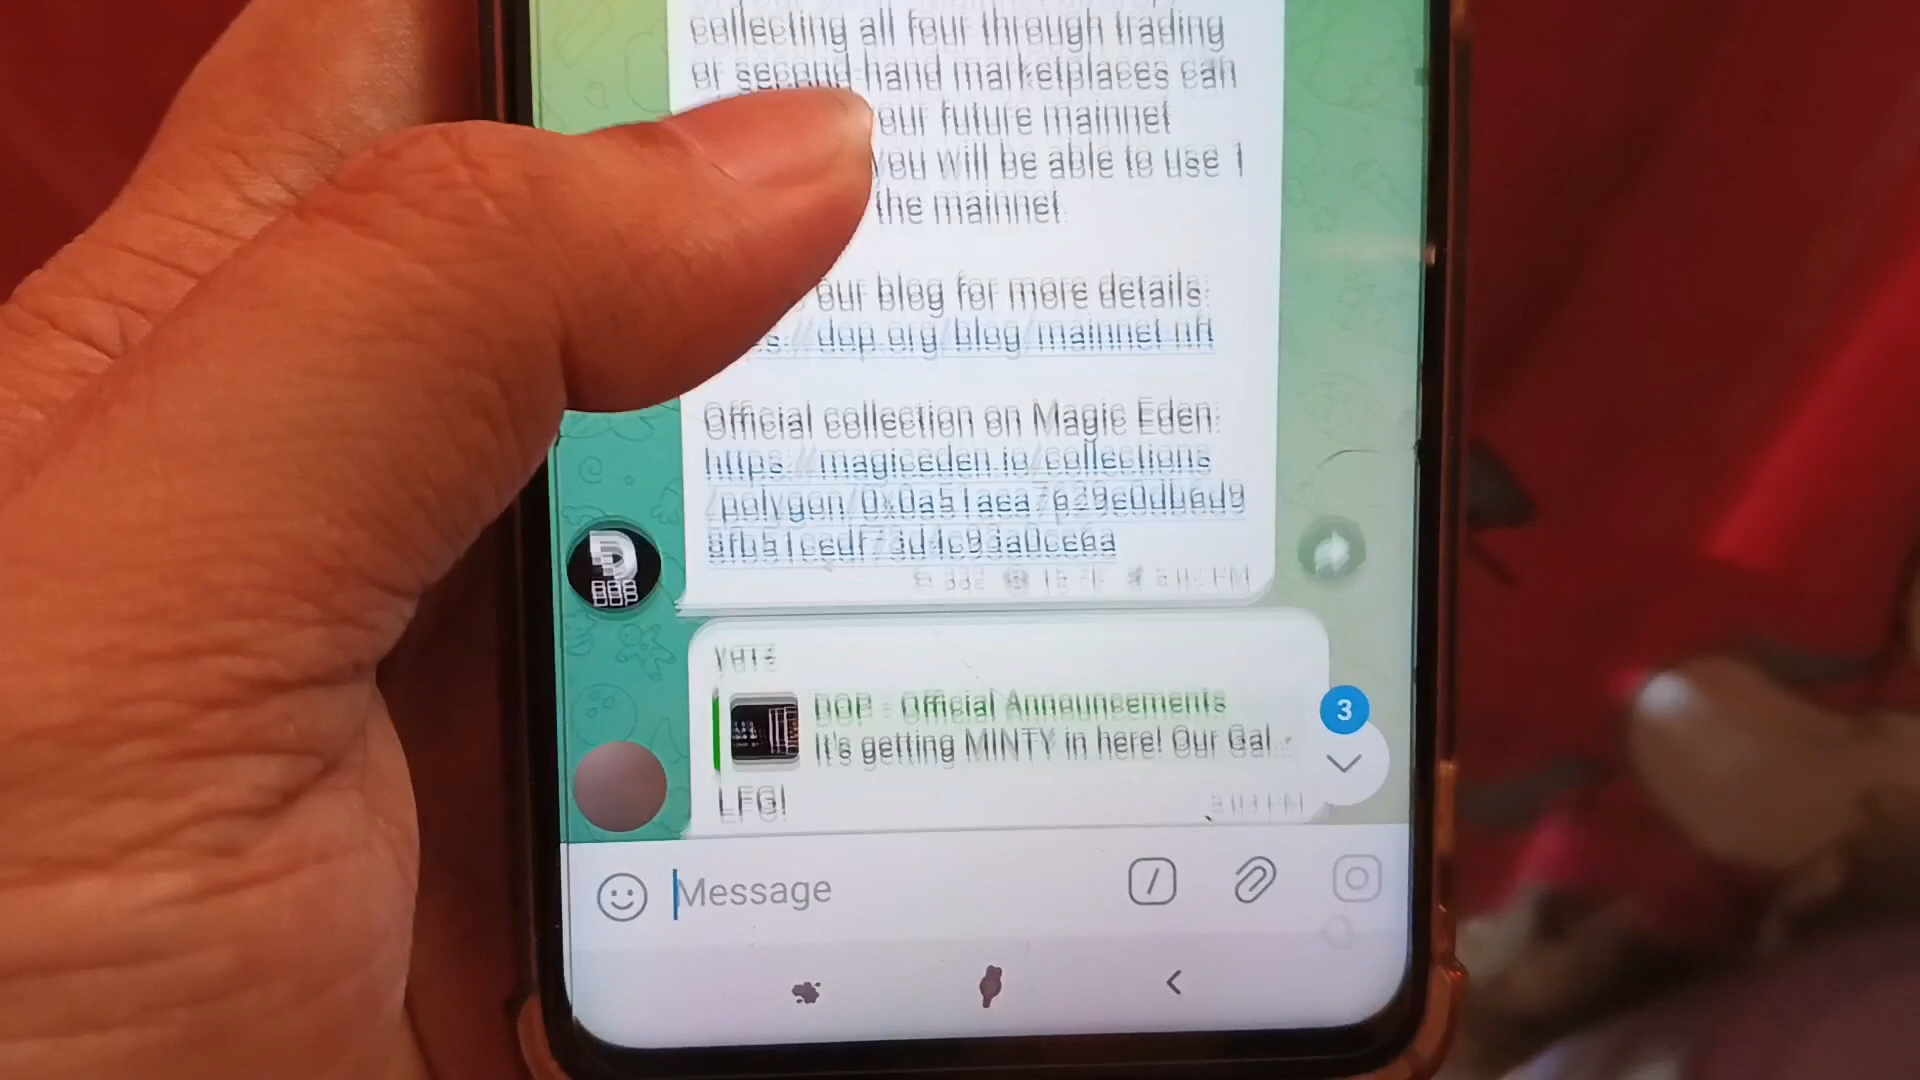 collecting all four through trading
or second-hand marketplaces can
our future mainnet
you will be able to use 1
the mainnet.
our blog for more details:
dop.org/blog/mainnet-nft
Official collection on Magic Eden:
https://magiceden.io/collections
/polygon/
DOP
DOP - Official Announcements
It's getting MINTY in here! Our Gal...
LFG!
3
Message